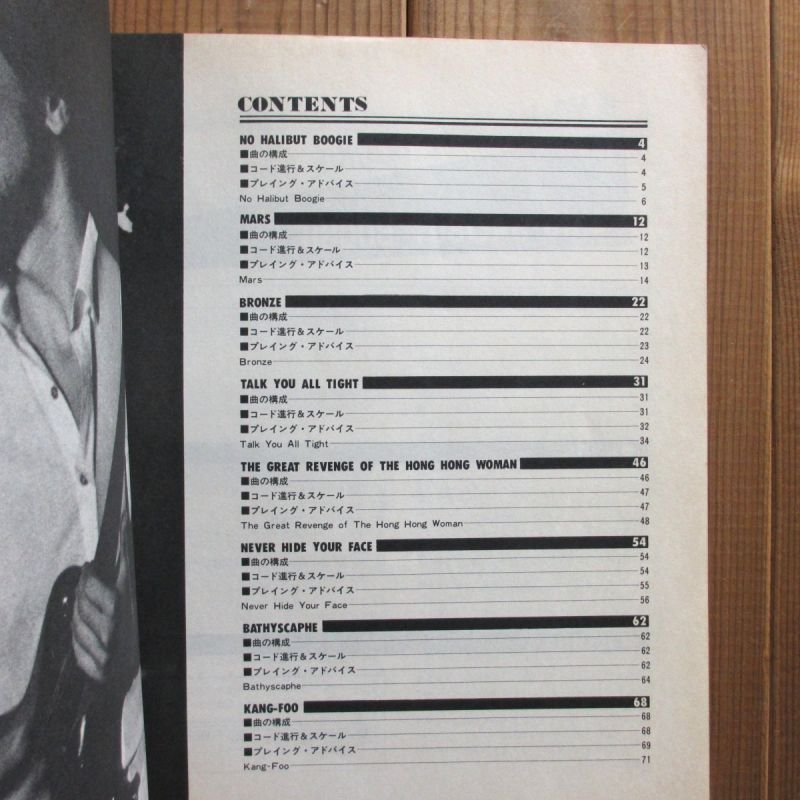 CONTENTS
NO HALIBUT BOOGIE 4
■曲の構成 4
■コード進行&スケール 4
■プレイング・アドバイス 5
No Halibut Boogie 6
MARS 12
■曲の構成 12
■コード進行&スケール 12
■プレイング・アドバイス 13
Mars 14
BRONZE 22
■曲の構成 22
■コード進行&スケール 22
■プレイング・アドバイス 23
Bronze 24
TALK YOU ALL TIGHT 31
■曲の構成 31
■コード進行&スケール 31
■プレイング・アドバイス 32
Talk You All Tight 34
THE GREAT REVENGE OF THE HONG HONG WOMAN 46
■曲の構成 46
■コード進行&スケール 47
■プレイング・アドバイス 47
The Great Revenge of The Hong Hong Woman 48
NEVER HIDE YOUR FACE 54
■曲の構成 54
■コード進行&スケール 54
■プレイング・アドバイス 55
Never Hide Your Face 56
BATHYSCAPHE 62
■曲の構成 62
■コード進行&スケール 62
■プレイング・アドバイス 62
Bathyscaphe 64
KANG-FOO 68
■曲の構成 68
■コード進行&スケール 68
■プレイング・アドバイス 69
Kang-Foo 71